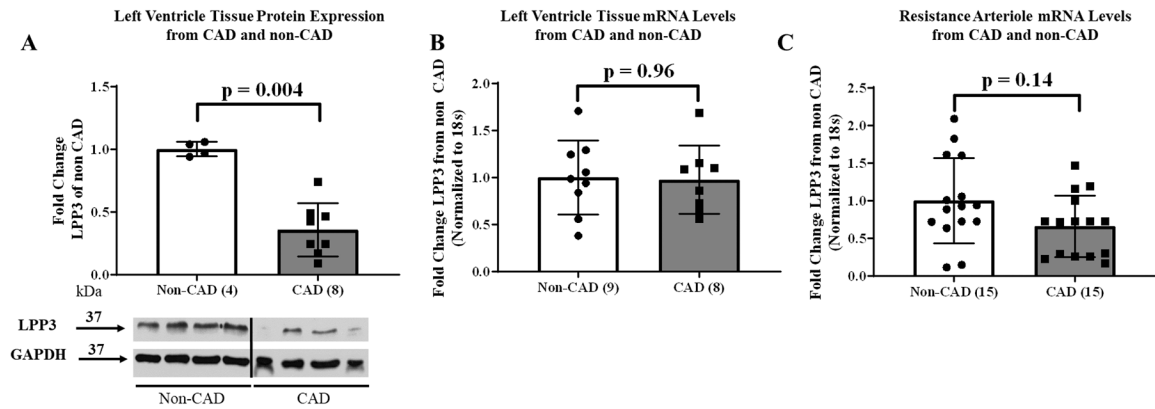 Left Ventricle Tissue Protein Expression
from CAD and non-CAD
A
Fold Change
LPP3 of non CAD
1.5
1.0
0.5
0.0
p = 0.004
Non-CAD (4)
CAD (8)
kDa
LPP3
37
GAPDH
37
Non-CAD
CAD
Left Ventricle Tissue mRNA Levels
from CAD and non-CAD
B
Fold Change LPP3 from non CAD
(Normalized to 18s)
2.0
1.5
1.0
0.5
0.0
p = 0.96
Non-CAD (9)
CAD (8)
Resistance Arteriole mRNA Levels
from CAD and non-CAD
C
Fold Change LPP3 from non CAD
(Normalized to 18s)
2.5
2.0
1.5
1.0
0.5
0.0
p = 0.14
Non-CAD (15)
CAD (15)